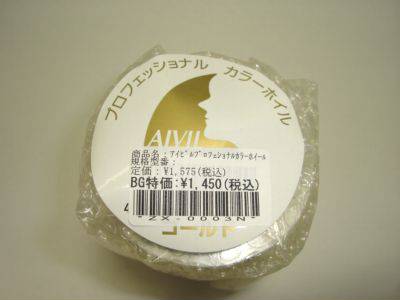 プロフェッショナル カラーホイル
AIVIL
商品名：アイビルプロフェショナルカラーホイール
規格型番：
定価：¥1,575(税込)
BG特価：¥1,450(税込)
*ZX-0003N*
ゴールド